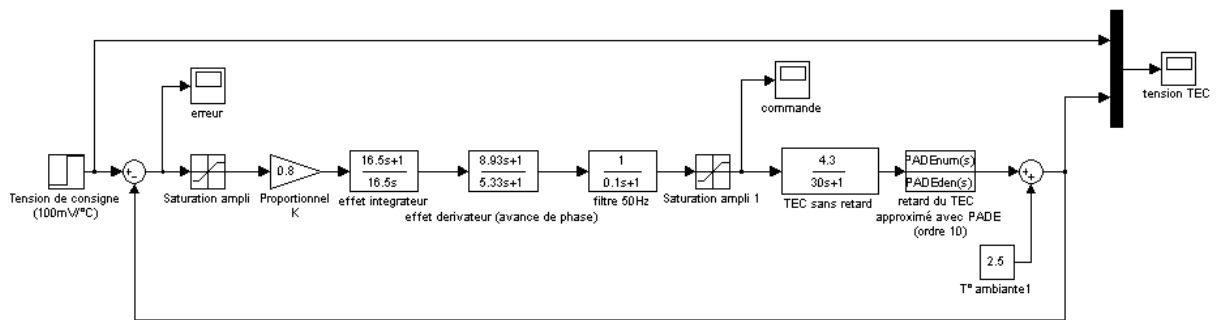 tension TEC
erreur
commande
+
-
0.8
16.5s+1
16.5s
8.93s+1
5.33s+1
1
0.1s+1
4.3
30s+1
PADEnum(s)
PADEden(s)
+
+
Tension de consigne
(100mV/°C)
Saturation ampli
Proportionnel
K
effet integrateur
effet derivateur (avance de phase)
filtre 50Hz
Saturation ampli 1
TEC sans retard
retard du TEC
approximé avec PADE
(ordre 10)
2.5
T° ambiante1